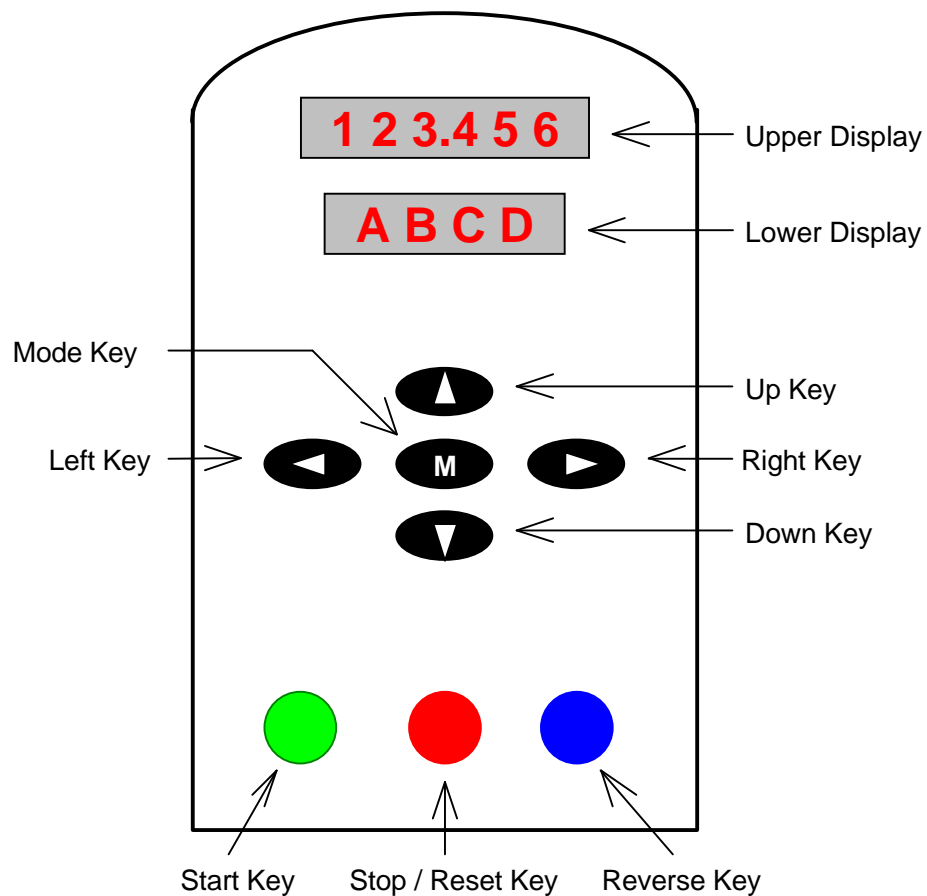 1 2 3.4 5 6
Upper Display
A B C D
Lower Display
Mode Key
Up Key
Left Key
M
Right Key
Down Key
Start Key
Stop / Reset Key
Reverse Key